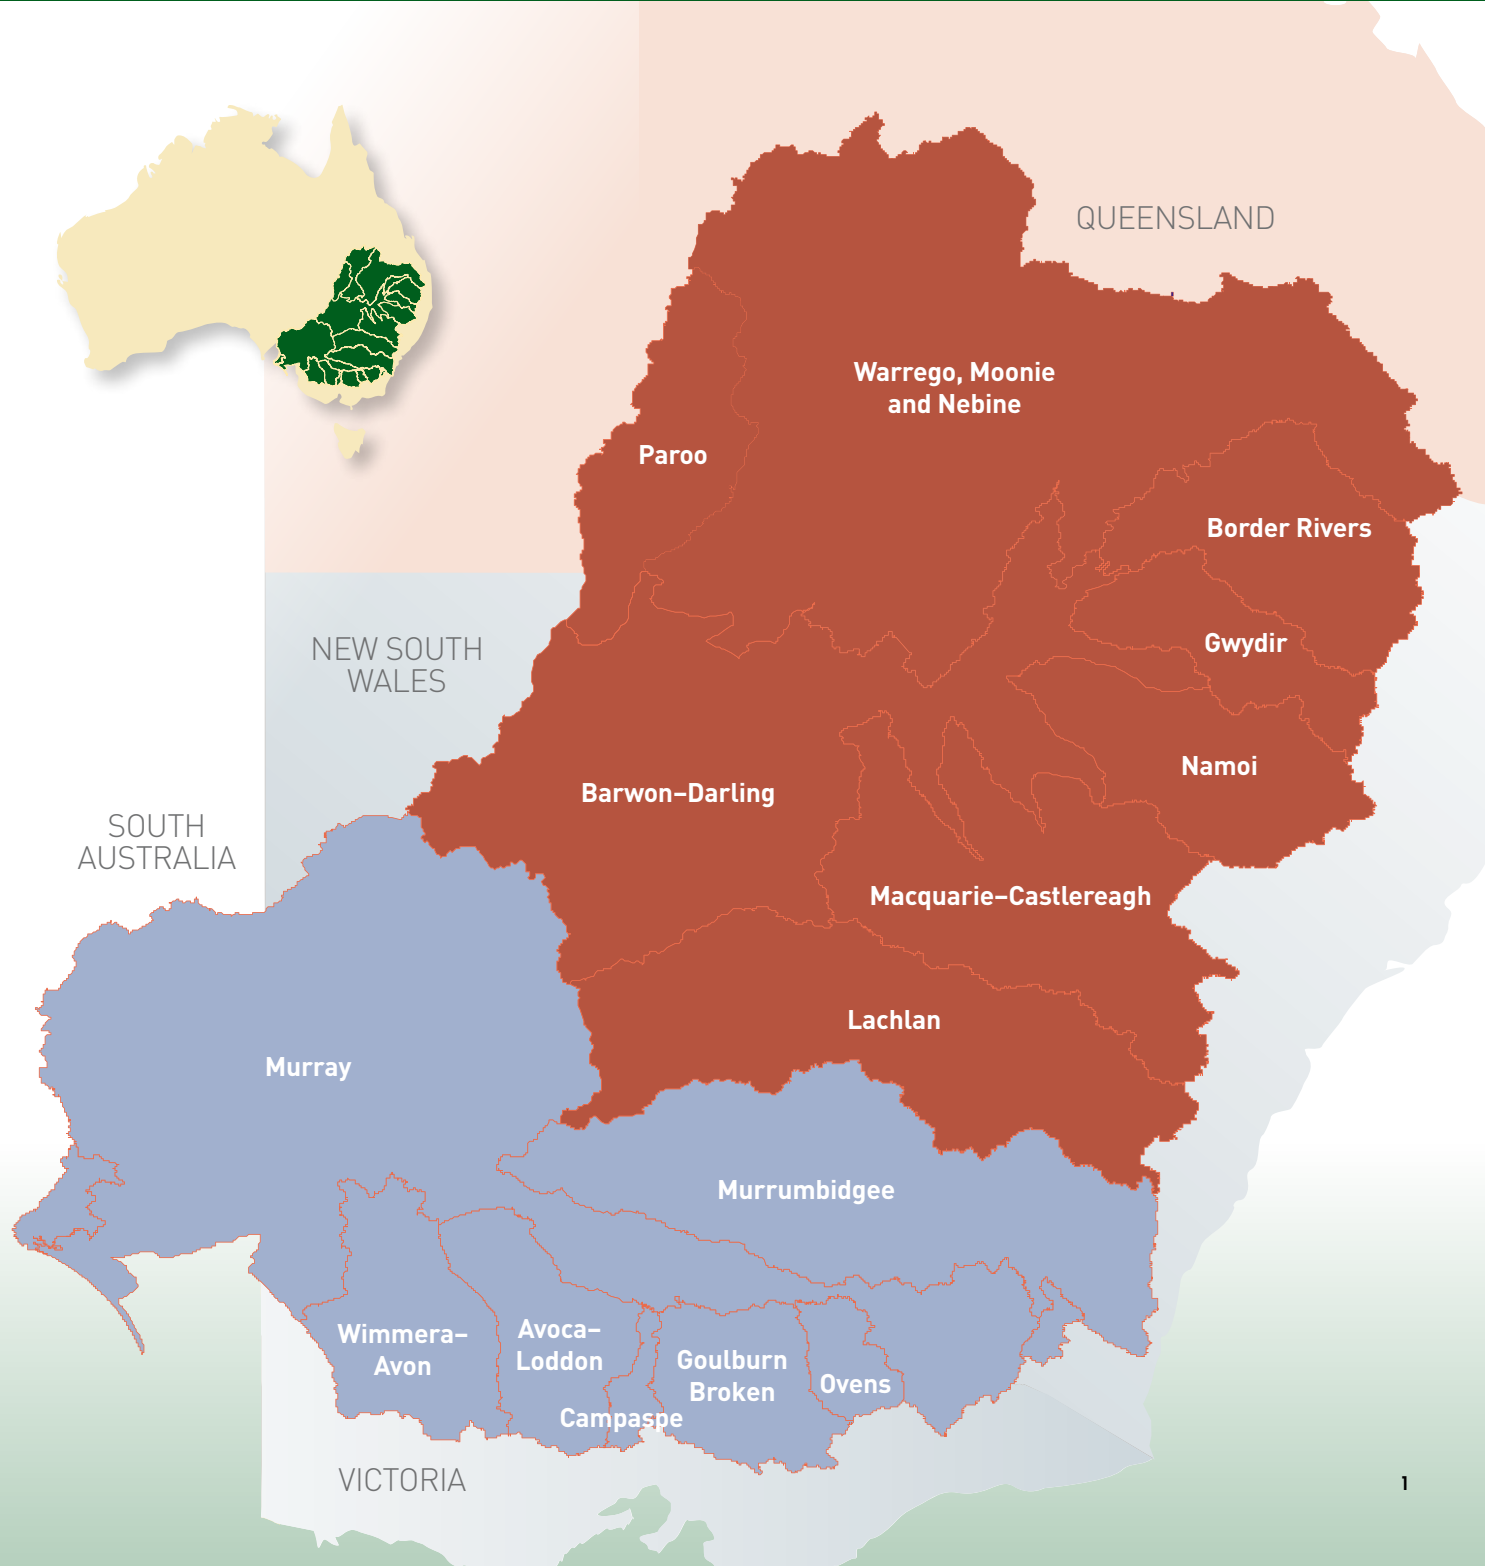 QUEENSLAND
Warrego, Moonie
and Nebine
Paroo
Border Rivers
NEW SOUTH
WALES
Gwydir
Namoi
Barwon–Darling
SOUTH
AUSTRALIA
Macquarie–Castlereagh
Lachlan
Murray
Murrumbidgee
Wimmera–
Avon
Avoca–
Loddon
Goulburn
Broken
Ovens
Campaspe
VICTORIA
1